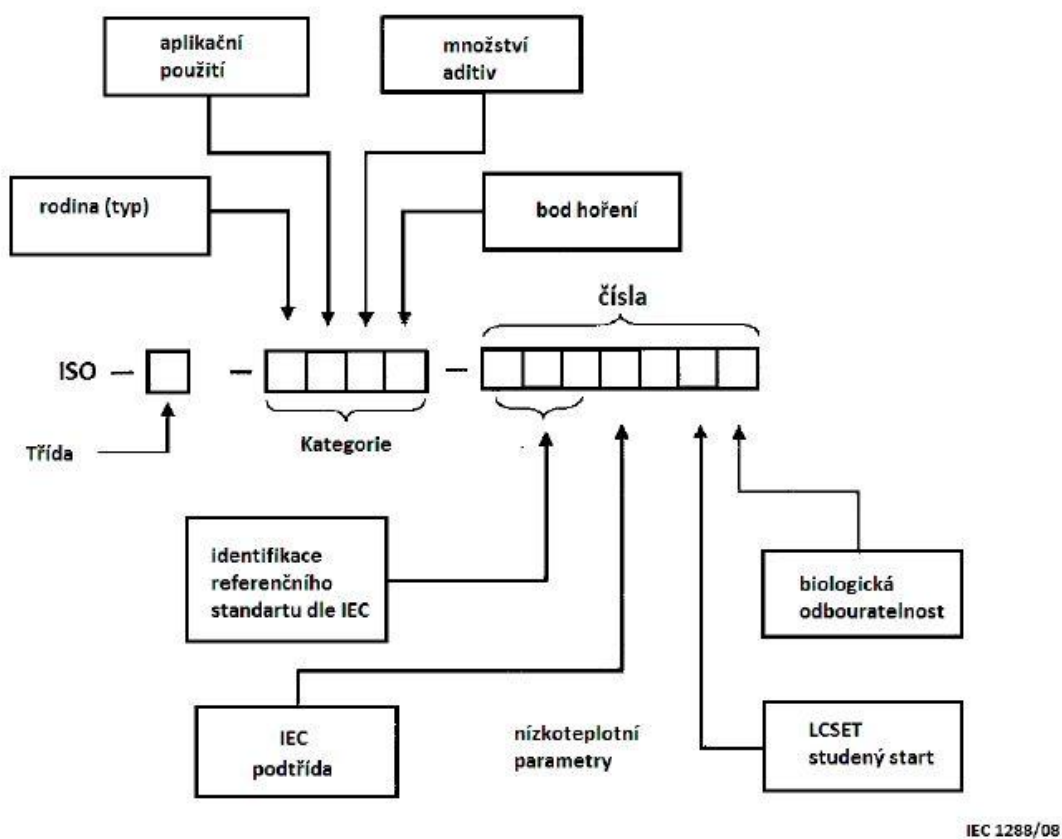 aplikační
použití
množství
aditiv
rodina (typ)
bod hoření
čísla
ISO – – –
Kategorie
Třída
identifikace
referenčního
standartu dle IEC
biologická
odbouratelnost
IEC
podtřída
nízkoteplotní
parametry
LCSET
studený start
IEC 1288/08